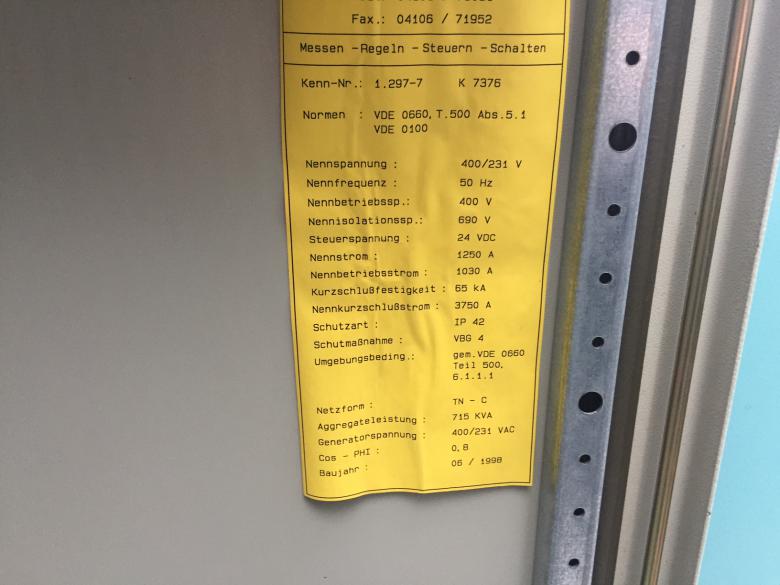 Fax.: 04106 / 71952
Messen -Regeln - Steuern -Schalten
Kenn-Nr.: 1.297-7 K 7376
Normen : VDE 0660, T.500 Abs.5.1
VDE 0100
Nennspannung : 400/231 V
Nennfrequenz : 50 Hz
Nennbetriebssp.: 400 V
Nennisolationssp.: 690 V
Steuerspannung : 24 VDC
Nennstrom : 1250 A
Nennbetriebsstrom : 1030 A
Kurzschlußfestigkeit : 65 kA
Nennkurzschlußstrom : 3750 A
Schutzart : IP 42
Schutmaßnahme : VBG 4
Umgebungsbeding.: gem.VDE 0660
Teil 500,
6.1.1.1
Netzform : TN - C
Aggregateleistung : 715 KVA
Generatorspannung : 400/231 VAC
Cos - PHI : 0,8
Baujahr : 06 / 1998